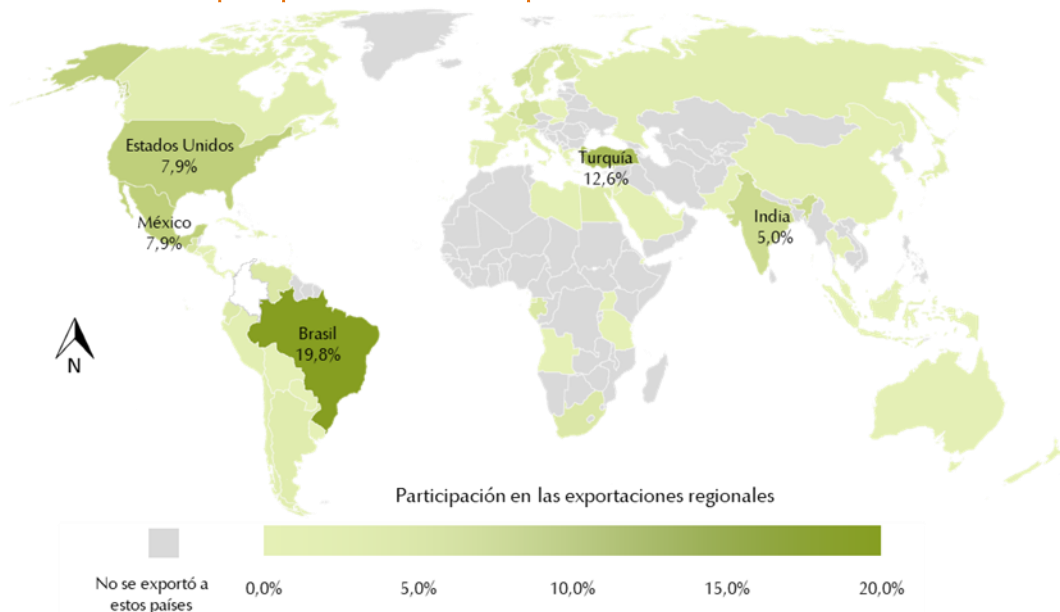 Estados Unidos
7,9%
México
7,9%
Turquía
12,6%
India
5,0%
Brasil
19,8%
N
Participación en las exportaciones regionales
No se exportó a
estos países
0,0%
5,0%
10,0%
15,0%
20,0%